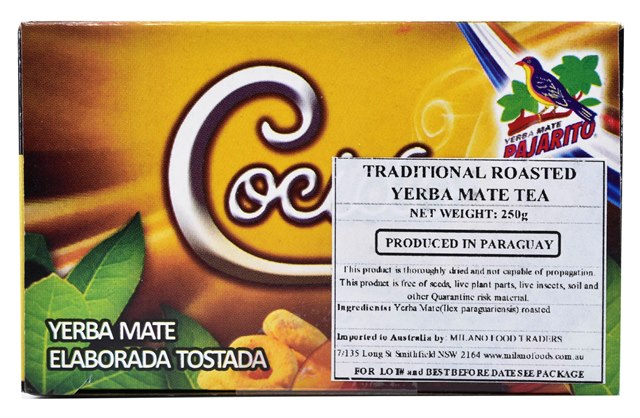 Coci
YERBA MATE
PAJARITO
TRADITIONAL ROASTED
YERBA MATE TEA
NET WEIGHT: 250g
PRODUCED IN PARAGUAY
This product is thoroughly dried and not capable of propagation.
This product is free of seeds, live plant parts, live insects, soil and
other Quarantine risk material.
Ingredients: Yerba Mate(Ilex paraguariensis) roasted
Imported to Australia by: MILANO FOOD TRADERS
7/135 Long St Smithfield NSW 2164 www.milanofoods.com.au
FOR LOT# and BEST BEFORE DATE SEE PACKAGE
YERBA MATE
ELABORADA TOSTADA